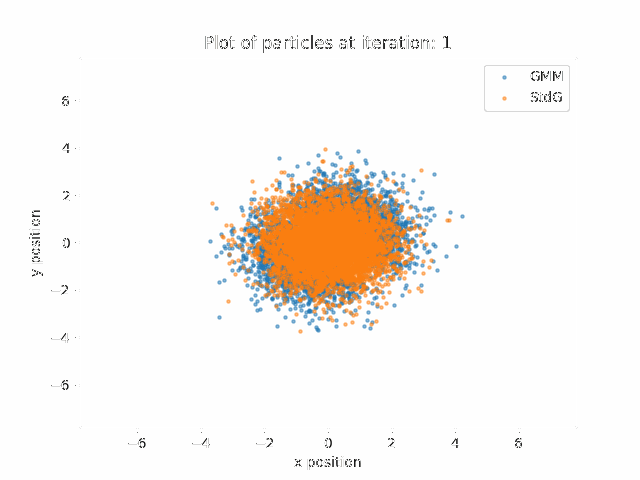 Plot of particles at iteration: 1
GMM
StdG
6
4
2
0
−2
−4
−6
y position
−6 −4 −2 0 2 4 6
x position